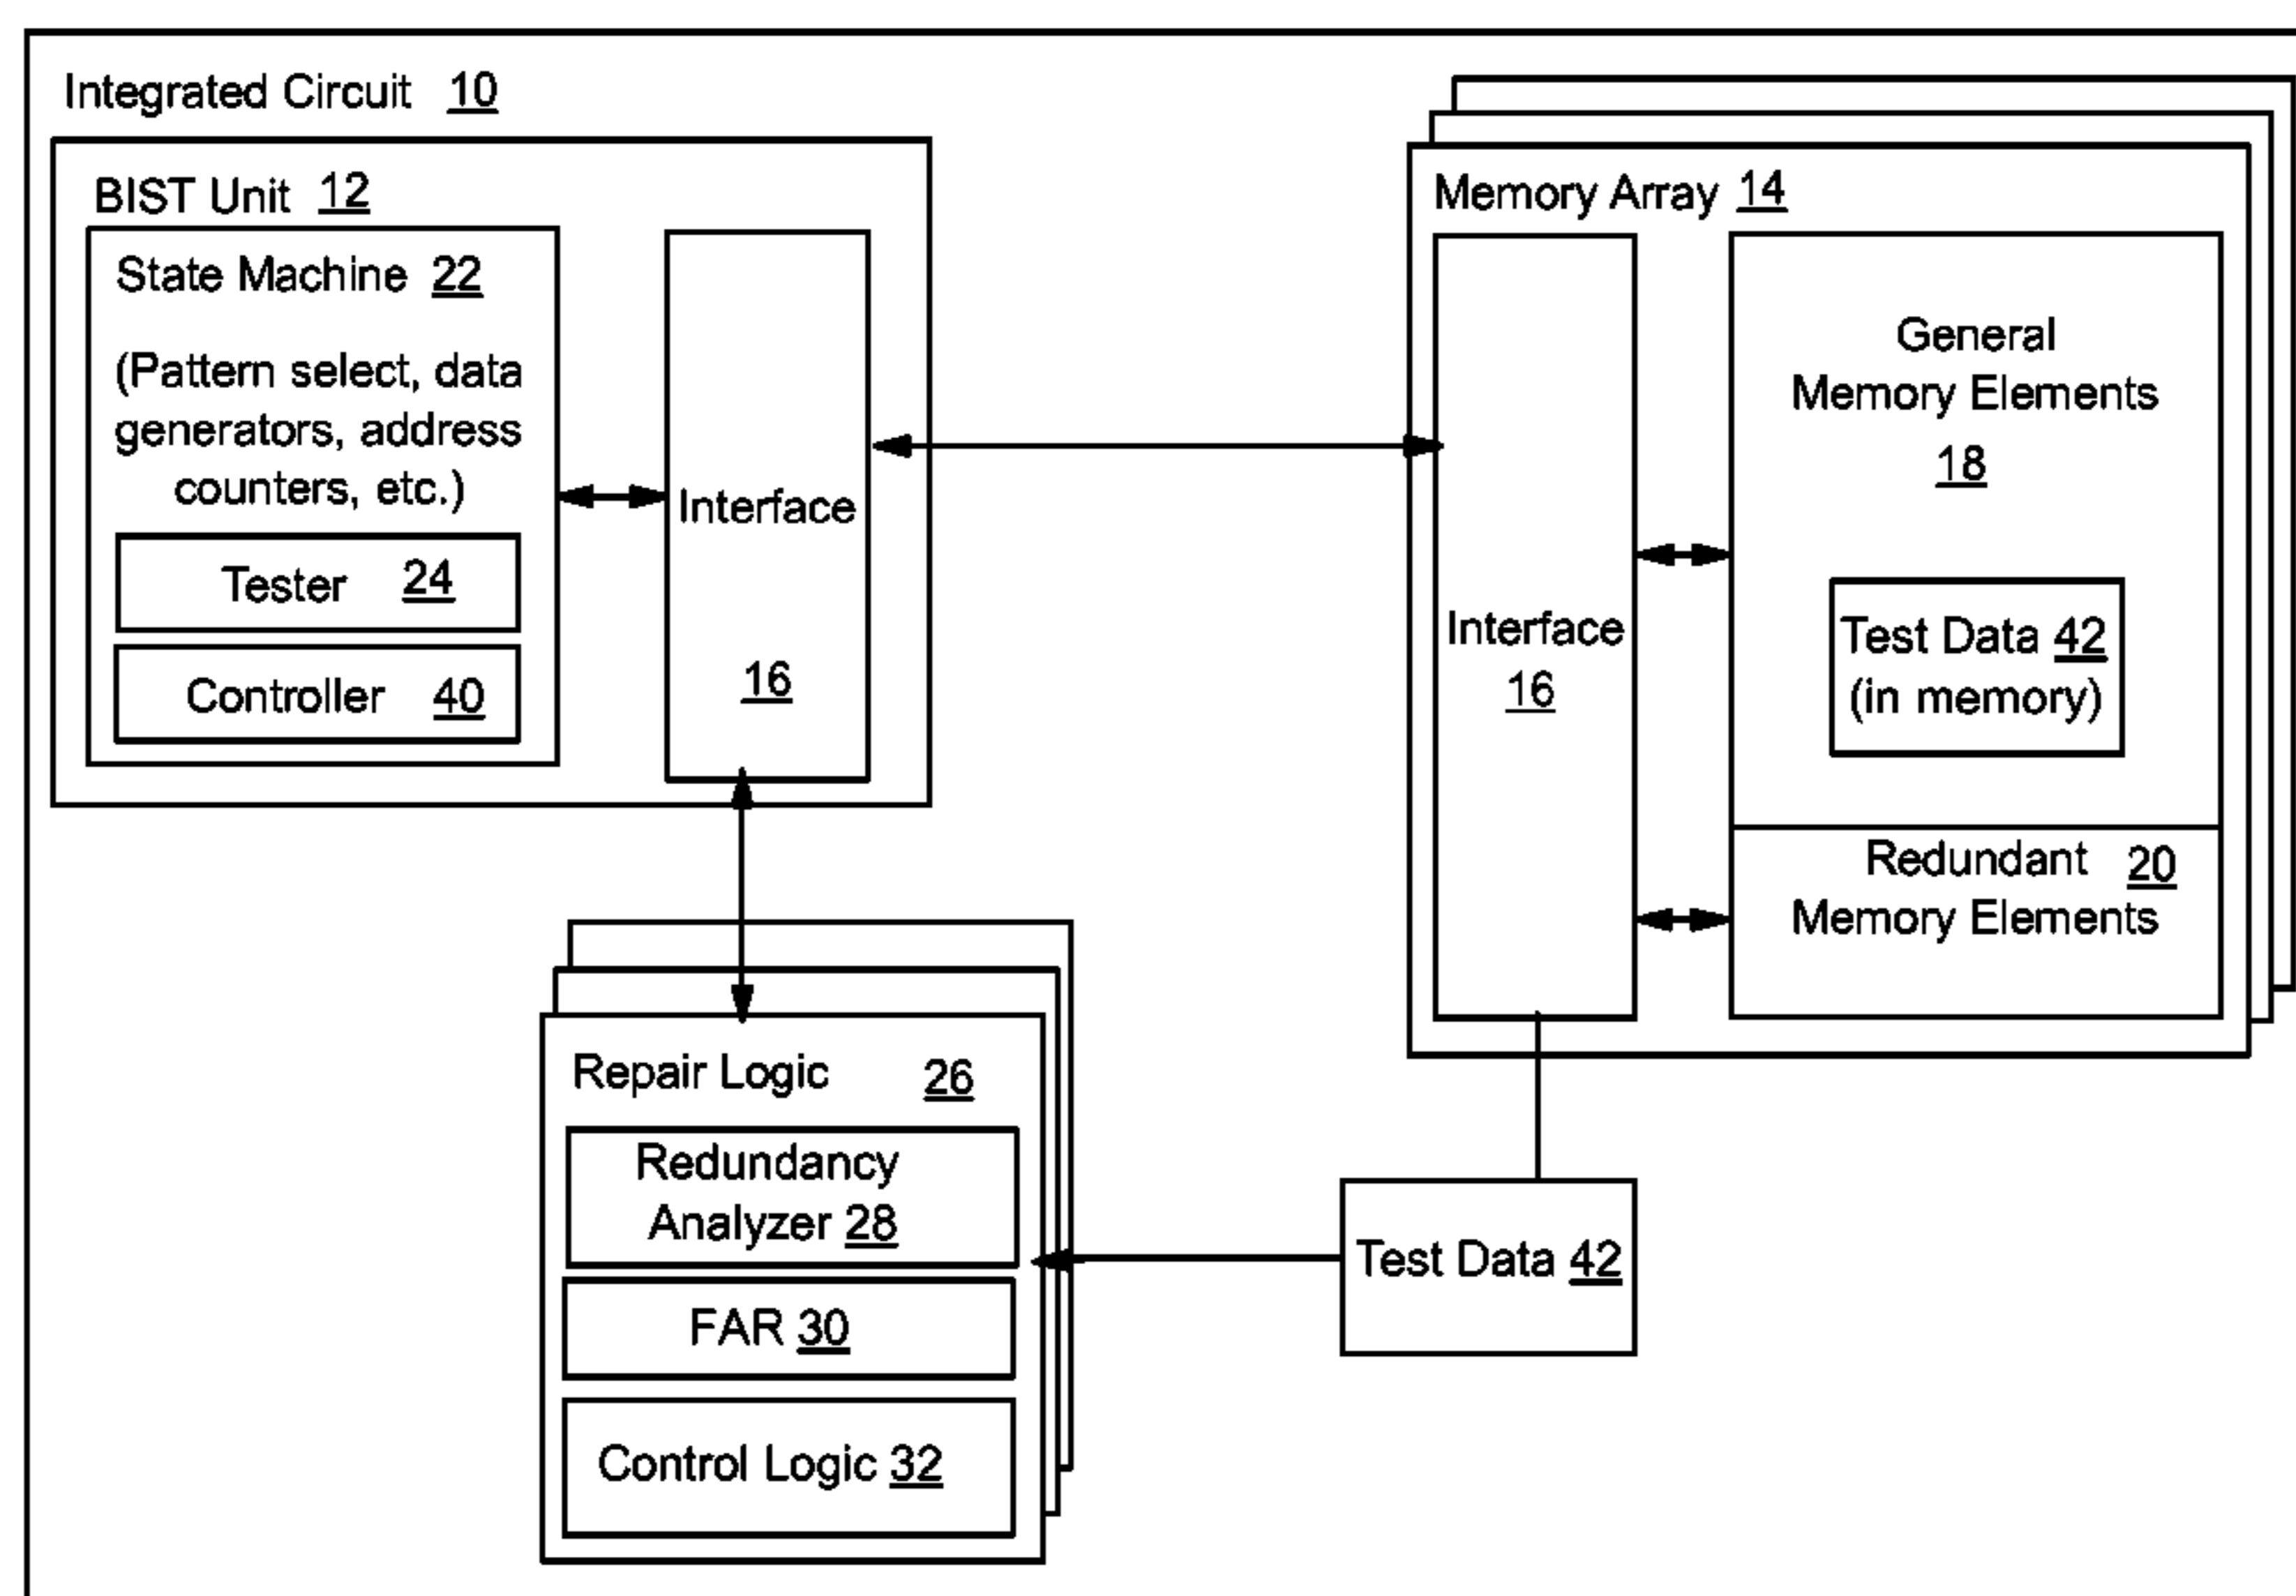 Integrated Circuit 10
BIST Unit 12
State Machine 22
(Pattern select, data
generators, address
counters, etc.)
Tester 24
Controller 40
Interface
16
Memory Array 14
Interface
16
General
Memory Elements
18
Test Data 42
(in memory)
Redundant 20
Memory Elements
Repair Logic 26
Redundancy
Analyzer 28
FAR 30
Control Logic 32
Test Data 42